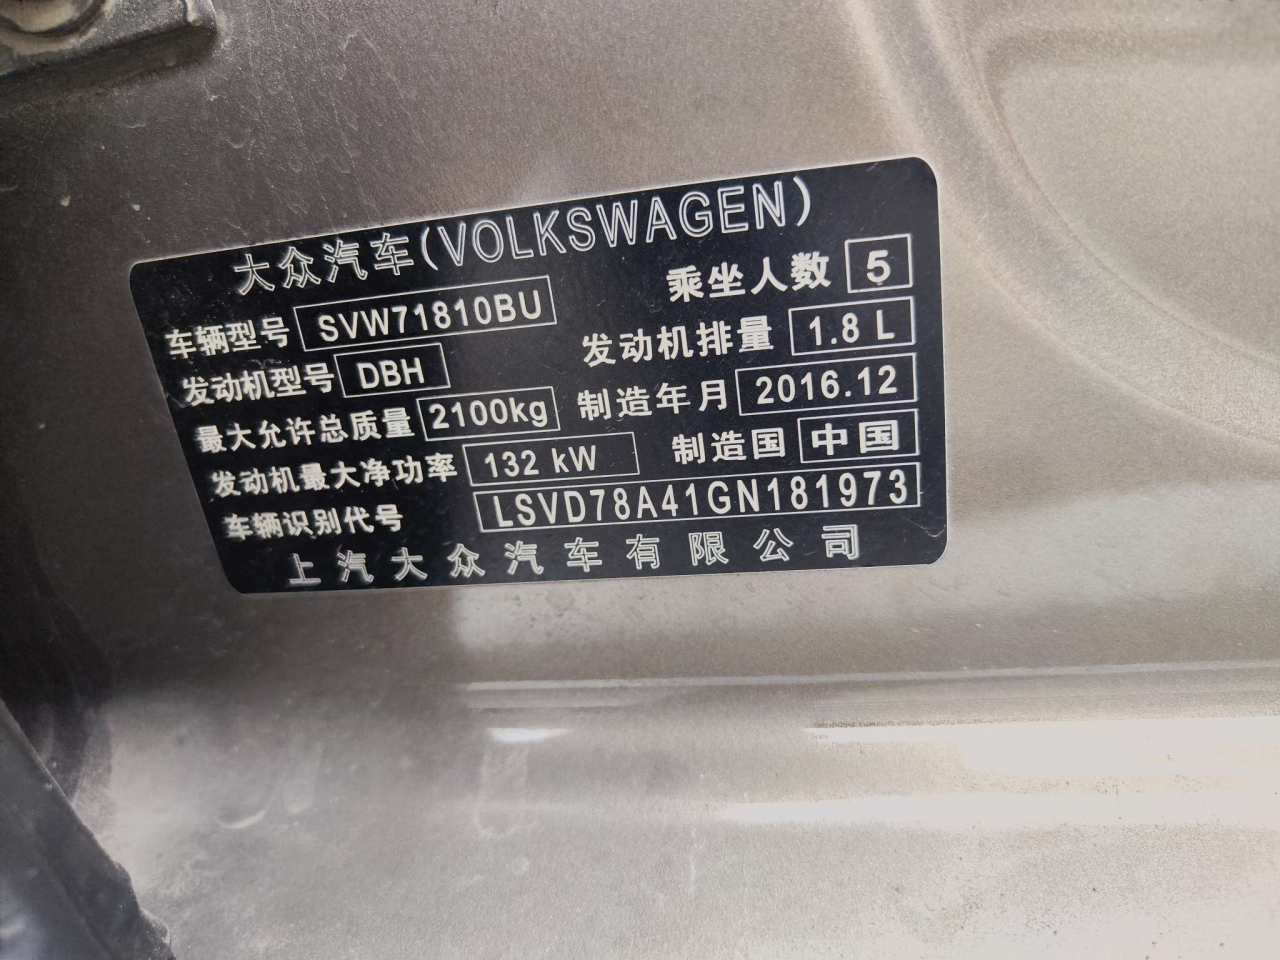 大众汽车(VOLKSWAGEN)
车辆型号 SVW71810BU 乘坐人数 5
发动机型号 DBH 发动机排量 1.8 L
最大允许总质量 2100kg 制造年月 2016.12
发动机最大净功率 132 kW 制造国 中国
车辆识别代号 LSVD78A41GN181973
上汽大众汽车有限公司